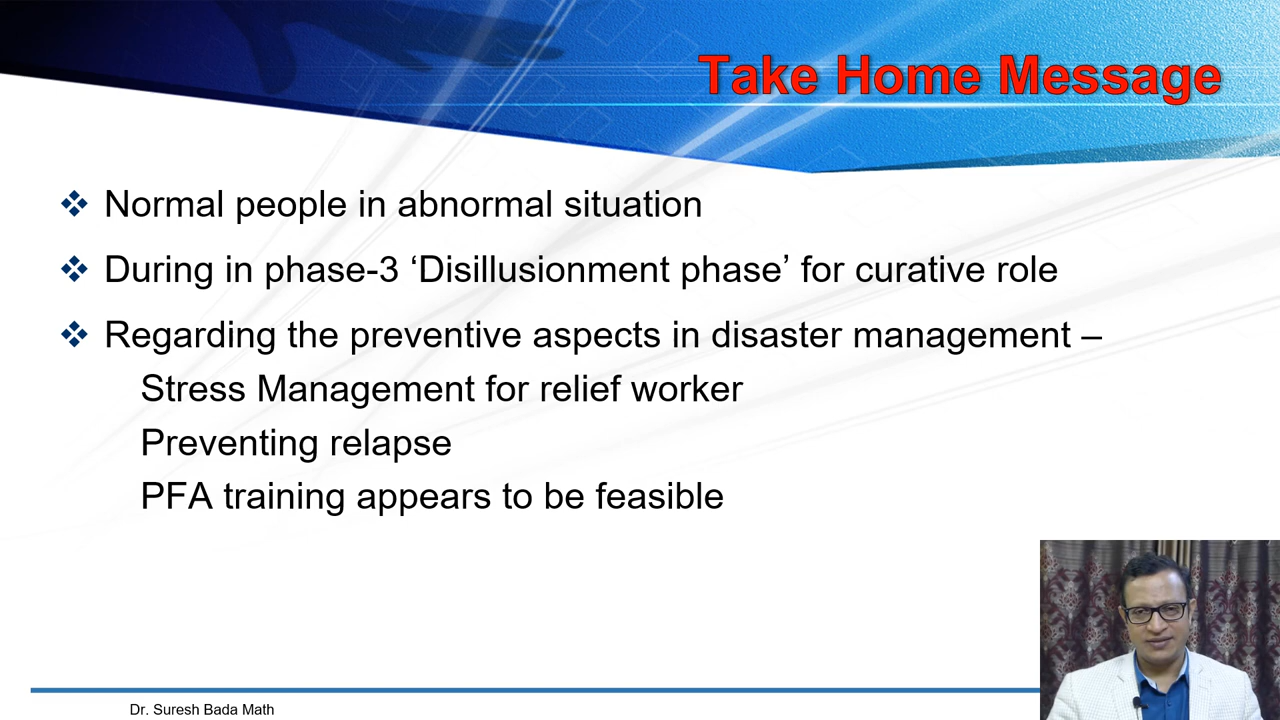 Take Home Message
❖ Normal people in abnormal situation
❖ During in phase-3 ‘Disillusionment phase’ for curative role
❖ Regarding the preventive aspects in disaster management –
Stress Management for relief worker
Preventing relapse
PFA training appears to be feasible
Dr. Suresh Bada Math